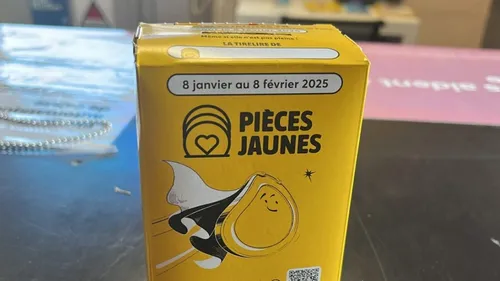 LA TIRELIRE DE
8 janvier au 8 février 2025
PIÈCES
JAUNES